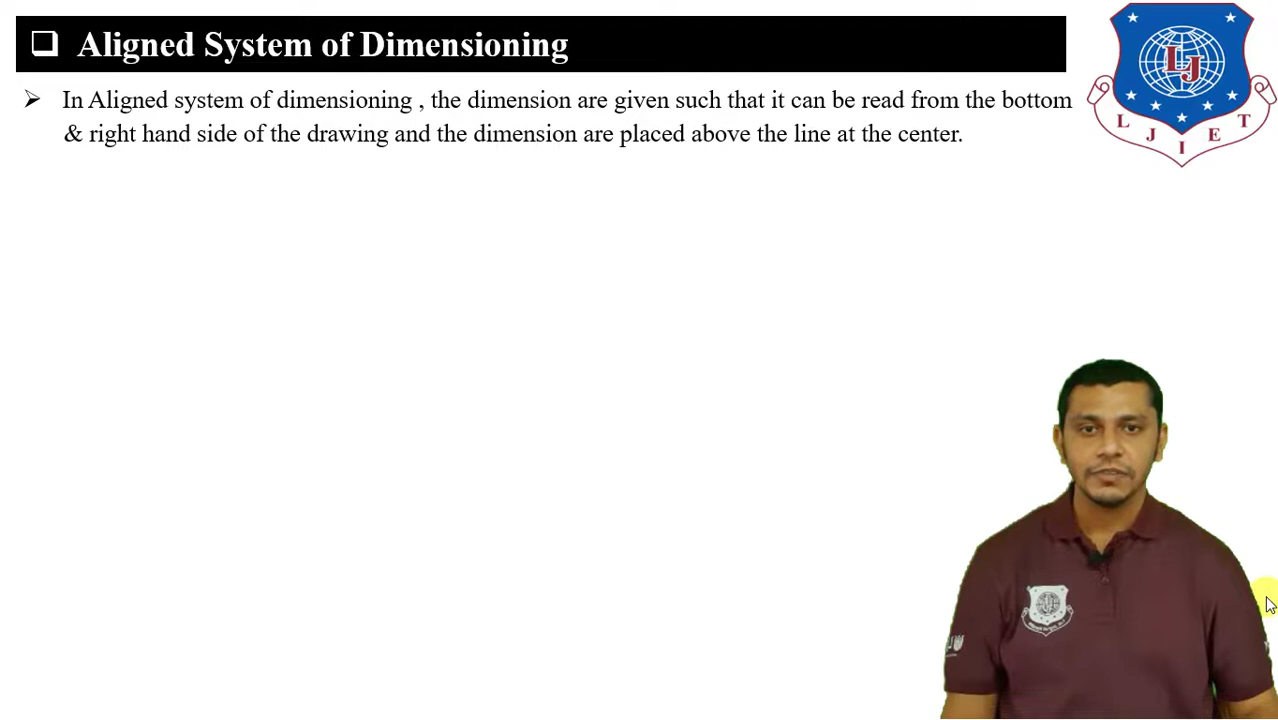 ❑ Aligned System of Dimensioning
➢ In Aligned system of dimensioning , the dimension are given such that it can be read from the bottom
& right hand side of the drawing and the dimension are placed above the line at the center.
LJ
L J I E T